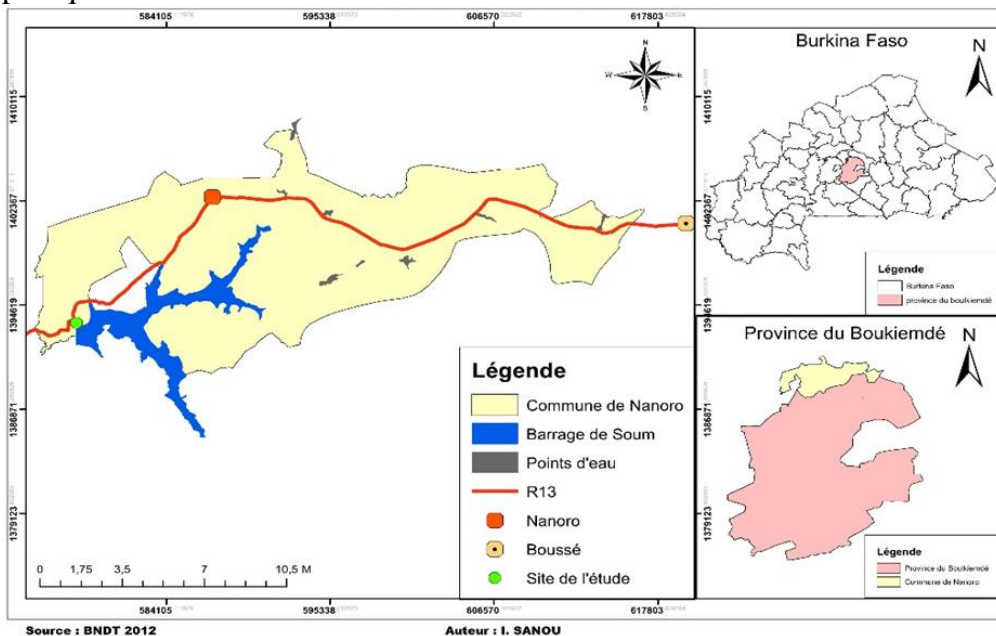 584105 595338 606570 617803
1410115
1402367
1394619
1386871
1379123
N
W E
S
Légende
Commune de Nanoro
Barrage de Soum
Points d'eau
R13
Nanoro
Boussé
Site de l'étude
0 1,75 3,5 7 10,5 M
584105 595338 606570 617803
Burkina Faso
N
1410115
1402367
1394619
Légende
Burkina Faso
province du boukiemdé
Province du Boukiemdé
N
1386871
1379123
Légende
Province du Boukiemdé
Commune de Nanoro
Source : BNDT 2012 Auteur : I. SANOU